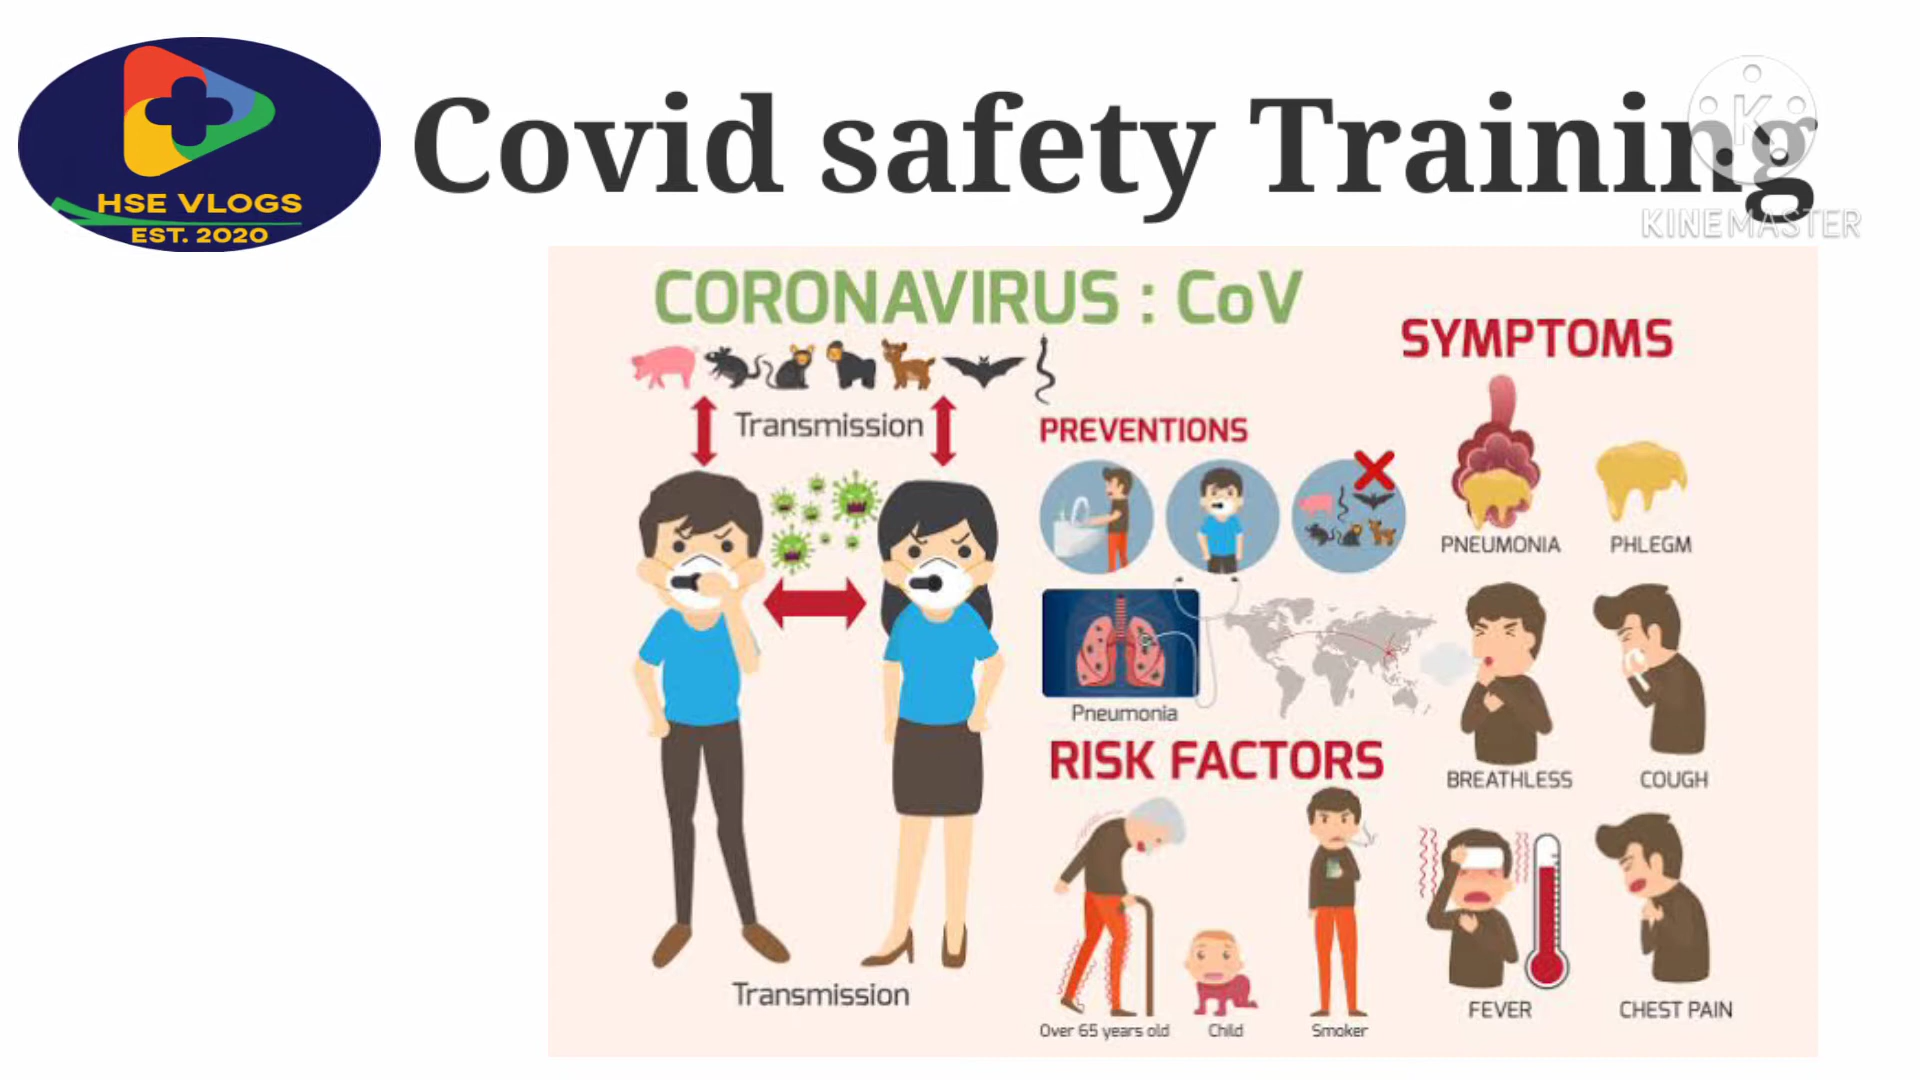 HSE VLOGS
EST. 2020
Covid safety Training
KINEMASTER
CORONAVIRUS : CoV
Transmission
PREVENTIONS
Pneumonia
RISK FACTORS
Over 65 years old
Child
Smoker
Transmission
SYMPTOMS
PNEUMONIA
PHLEGM
BREATHLESS
COUGH
FEVER
CHEST PAIN